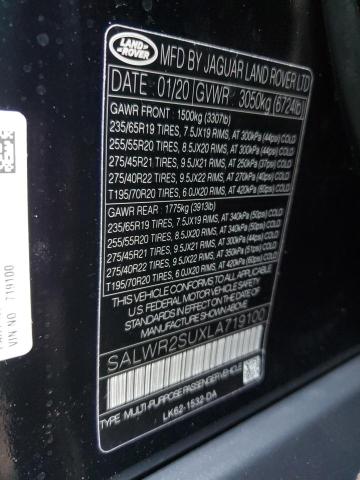 LAND
ROVER
MFD BY JAGUAR LAND ROVER LTD
DATE: 01/20 GVWR : 3050kg (6724lb)
GAWR FRONT : 1500kg (3307lb)
235/65R19 TIRES, 7.5JX19 RIMS, AT 300kPa (44psi) COLD
255/55R20 TIRES, 8.5JX20 RIMS, AT 300kPa (44psi) COLD
275/45R21 TIRES, 9.5JX21 RIMS, AT 250kPa (37psi) COLD
275/40R22 TIRES, 9.5JX22 RIMS, AT 270kPa (40psi) COLD
T195/70R20 TIRES, 6.0JX20 RIMS, AT 420kPa (60psi) COLD
GAWR REAR: 1775kg (3913lb)
235/65R19 TIRES, 7.5JX19 RIMS, AT 340kPa (50psi) COLD
255/55R20 TIRES, 8.5JX20 RIMS, AT 340kPa (50psi) COLD
275/45R21 TIRES, 9.5JX21 RIMS, AT 300kPa (44psi) COLD
275/40R22 TIRES, 9.5JX22 RIMS, AT 350kPa (51psi) COLD
T195/70R20 TIRES, 6.0JX20 RIMS, AT 420kPa (60psi) COLD
THIS VEHICLE CONFORMS TO ALL APPLICABLE
FEDERAL MOTOR VEHICLE SAFETY, BUMPER
AND THEFT PREVENTION STANDARDS IN
EFFECT ON THE DATE OF MANUFACTURE
SHOWN ABOVE.
SALWR2SUXLA719100
TYPE: MULTI-PURPOSE PASSENGER VEHICLE
LK62-1532-DA
VIN NO. 719100